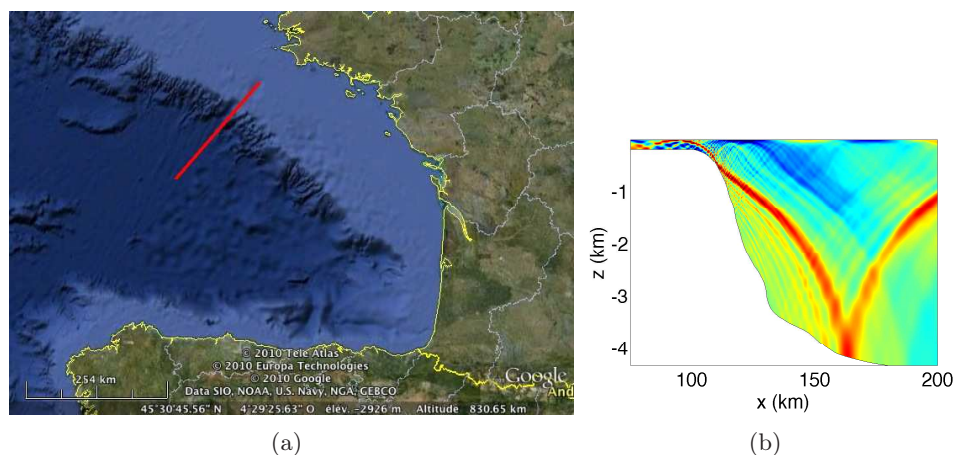 254 km
© 2010 Tele Atlas
© 2010 Europa Technologies
© 2010 Google
Data SIO, NOAA, U.S. Navy, NGA, GEBCO
45°30'45.56" N 4°29'25.63" O élev. -2926 m Altitude 830.65 km
Google
And
(a)
z (km)
-1
-2
-3
-4
100 150 200
x (km)
(b)